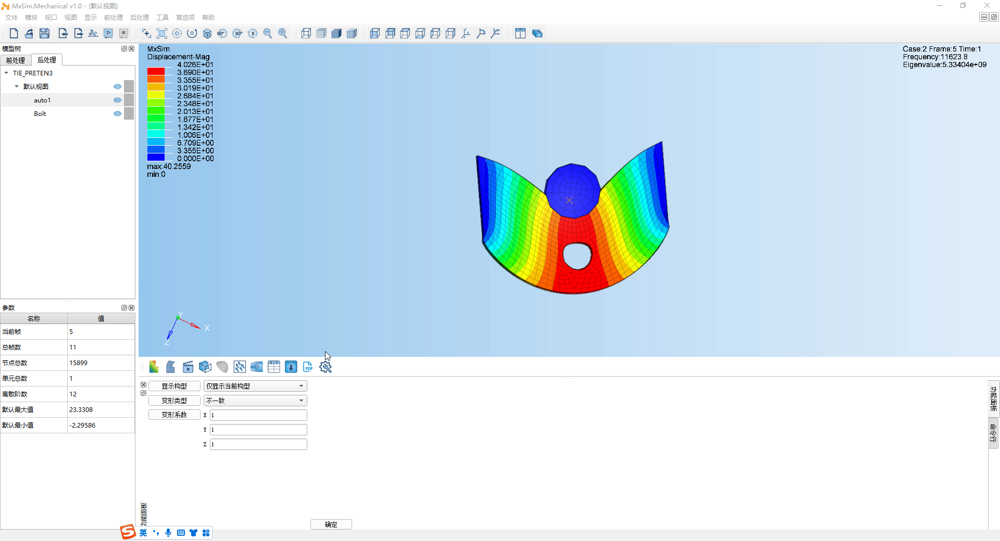 MxSim.Mechanical v1.0 - [默认视图]
文件 模块 视口 视图 显示 前处理 后处理 工具 首选项 帮助
90° 90° X
模型树
前处理 后处理
TIE_PRETEN3
默认视图
auto1
Bolt
MxSim
Displacement-Mag
4.026E+01
3.690E+01
3.355E+01
3.019E+01
2.684E+01
2.348E+01
2.013E+01
1.677E+01
1.342E+01
1.006E+01
6.709E+00
3.355E+00
0.000E+00
max:40.2559
min:0
Case:2 Frame:5 Time:1
Frequency:11623.8
Eigenvalue:5.33404e+09
Y
X
Z
参数
名称 值
当前帧 5
总帧数 11
节点总数 15899
单元总数 1
离散阶数 12
默认最大值 23.3308
默认最小值 -2.29586
PDF
显示构型 仅显示当前构型
变形类型 不一致
变形系数 X 1
Y 1
Z 1
功能面板
命令行
功能面板
确定
S 英